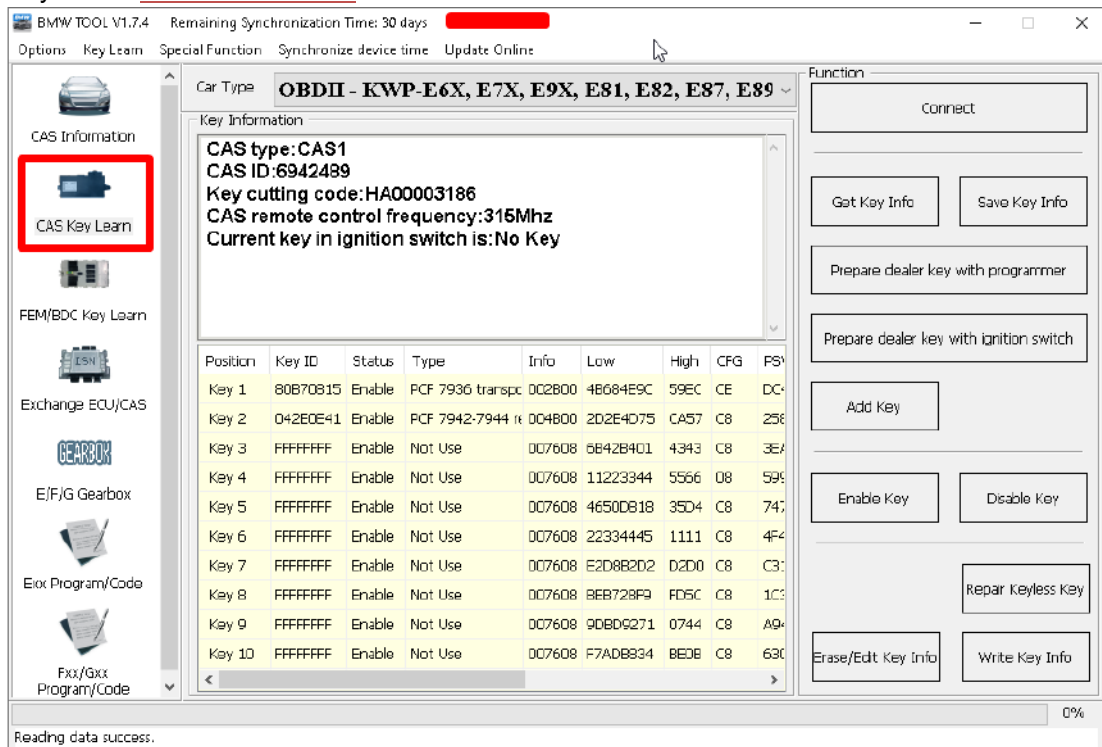 BMW TOOL V1.7.4 Remaining Synchronization Time: 30 days
Options Key Learn Special Function Synchronize device time Update Online
CAS Information
CAS Key Learn
FEM/BDC Key Learn
Exchange ECU/CAS
GEARBOX
E/F/G Gearbox
Exx Program/Code
Fxx/Gxx
Program/Code
Car Type OBDII - KWP-E6X, E7X, E9X, E81, E82, E87, E89
Key Information
CAS type:CAS1
CAS ID:6942489
Key cutting code:HA00003186
CAS remote control frequency:315Mhz
Current key in ignition switch is:No Key
Position Key ID Status Type Info Low High CFG PSW
Key 1 80B70815 Enable PCF 7936 transpo 002B00 4B684E9C 59EC CE DC4
Key 2 042E0E41 Enable PCF 7942-7944 re 004B00 2D2E4D75 CA57 C8 258
Key 3 FFFFFFFF Enable Not Use 007608 6B42B401 4343 C8 3EA
Key 4 FFFFFFFF Enable Not Use 007608 11223344 5566 08 599
Key 5 FFFFFFFF Enable Not Use 007608 4650DB18 35D4 C8 747
Key 6 FFFFFFFF Enable Not Use 007608 22334445 1111 C8 4F4
Key 7 FFFFFFFF Enable Not Use 007608 E2D8B2D2 D2D0 C8
Key 8 FFFFFFFF Enable Not Use 007608 BEB728F9 FD5C C8
Key 9 FFFFFFFF Enable Not Use 007608 9DBD9271 0744 C8
Key 10 FFFFFFFF Enable Not Use 007608 F7ADB834 BE0B C8 630
Function
Connect
Get Key Info Save Key Info
Prepare dealer key with programmer
Prepare dealer key with ignition switch
Add Key
Enable Key Disable Key
Repair Keyless Key
Erase/Edit Key Info Write Key Info
0%
Reading data success.